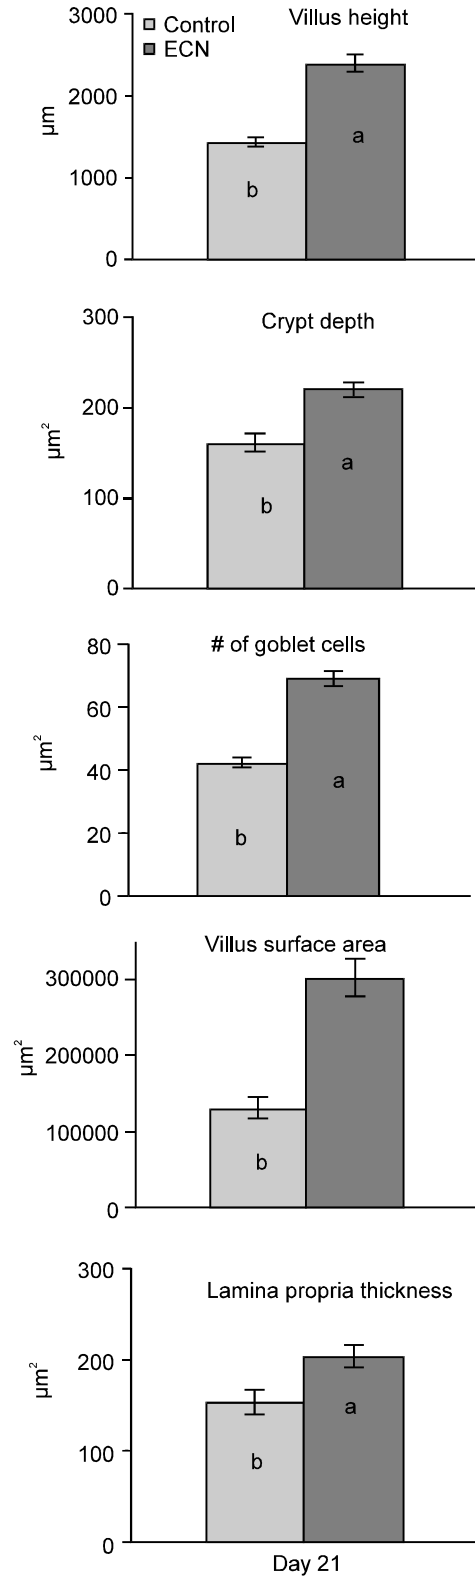 Villus height
Control
ECN
3000
2000
1000
0
µm
b
a
Crypt depth
300
200
100
0
µm²
b
a
# of goblet cells
80
60
40
20
0
µm²
b
a
Villus surface area
300000
200000
100000
0
µm²
b
Lamina propria thickness
300
200
100
0
µm²
b
a
Day 21